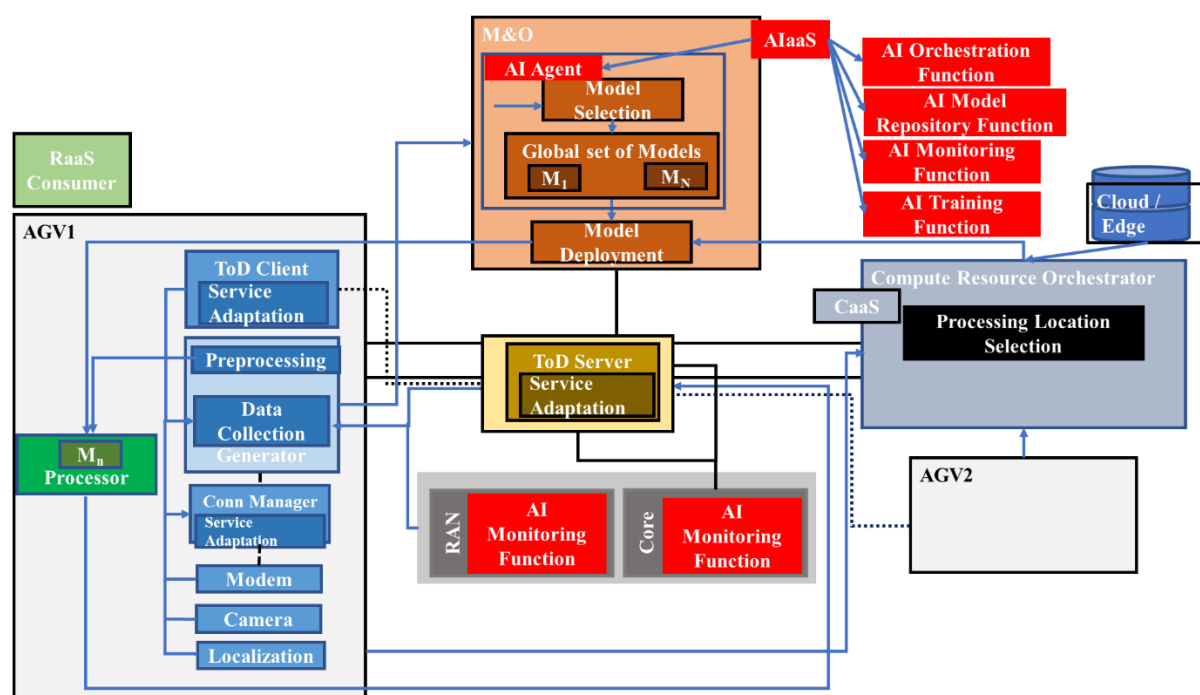 M&O
AIaaS
AI Agent
Model
Selection
Global set of Models
M1
MN
Model
Deployment
AI Orchestration
Function
AI Model
Repository Function
AI Monitoring
Function
AI Training
Function
Cloud /
Edge
RaaS
Consumer
AGV1
ToD Client
Service
Adaptation
Preprocessing
Data
Collection
Generator
Mn
Processor
Conn Manager
Service
Adaptation
Modem
Camera
Localization
ToD Server
Service
Adaptation
RAN
AI
Monitoring
Function
Core
AI
Monitoring
Function
Compute Resource Orchestrator
CaaS
Processing Location
Selection
AGV2